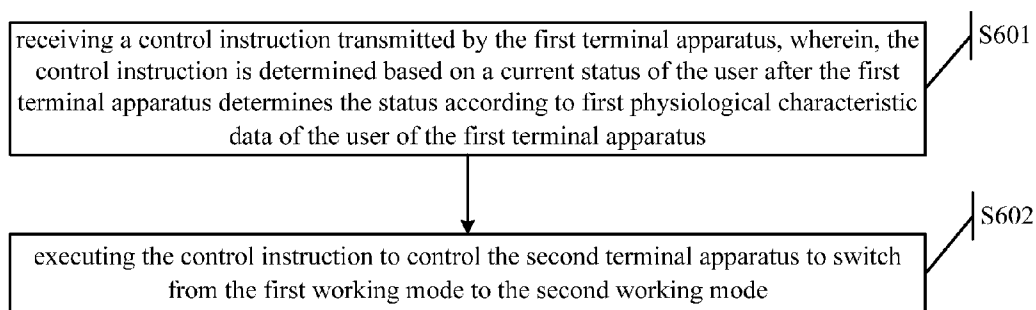 receiving a control instruction transmitted by the first terminal apparatus, wherein, the
control instruction is determined based on a current status of the user after the first
terminal apparatus determines the status according to first physiological characteristic
data of the user of the first terminal apparatus
S601
executing the control instruction to control the second terminal apparatus to switch
from the first working mode to the second working mode
S602